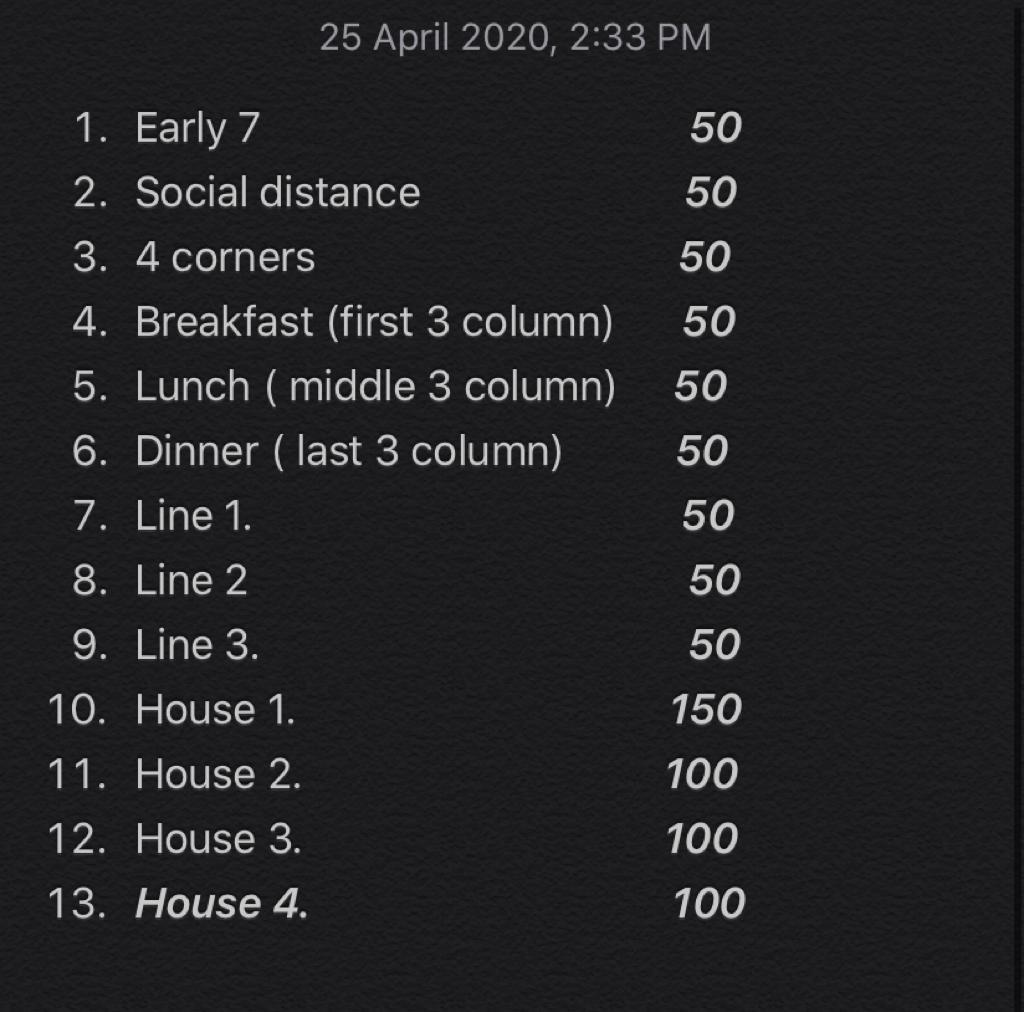 25 April 2020, 2:33 PM
1. Early 7 50
2. Social distance 50
3. 4 corners 50
4. Breakfast (first 3 column) 50
5. Lunch ( middle 3 column) 50
6. Dinner ( last 3 column) 50
7. Line 1. 50
8. Line 2 50
9. Line 3. 50
10. House 1. 150
11. House 2. 100
12. House 3. 100
13. House 4. 100